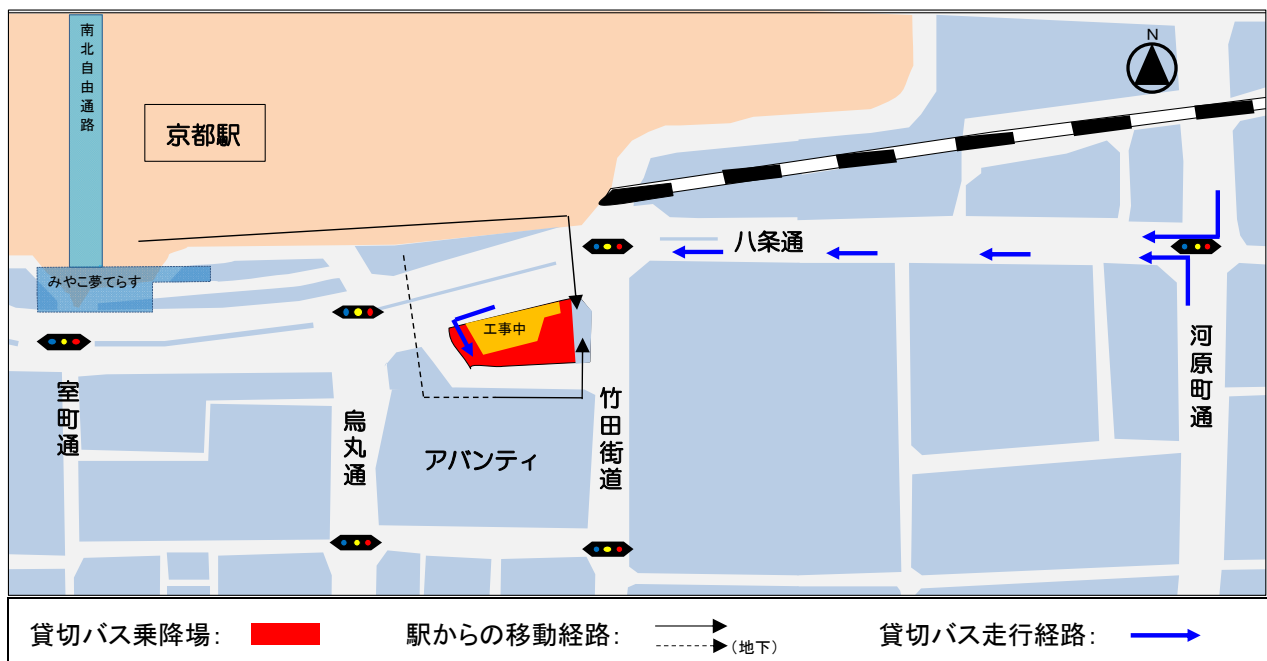 南北自由通路
N
京都駅
八条通
みやこ夢てらす
工事中
河原町通
室町通
烏丸通
竹田街道
アバンティ
貸切バス乗降場:
駅からの移動経路:
(地下)
貸切バス走行経路: